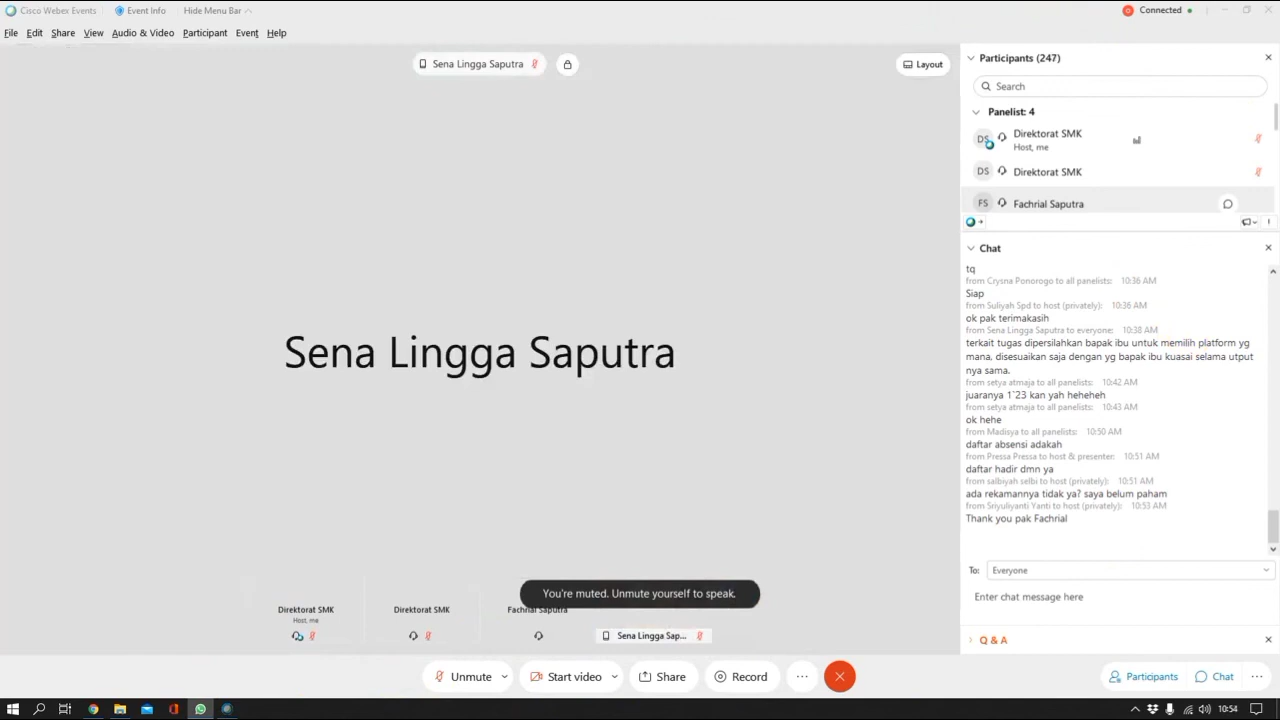 Cisco Webex Events
Event Info
Hide Menu Bar
Connected
File Edit Share View Audio & Video Participant Event Help
Sena Lingga Saputra
Layout
Sena Lingga Saputra
You're muted. Unmute yourself to speak.
Direktorat SMK
Host, me
Direktorat SMK
Fachrial Saputra
Sena Lingga Sap...
Participants (247)
Search
Panelist: 4
DS Direktorat SMK
Host, me
DS Direktorat SMK
FS Fachrial Saputra
Chat
tq
from Crysna Ponorogo to all panelists: 10:36 AM
Siap
from Suliyah Spd to host (privately): 10:36 AM
ok pak terimakasih
from Sena Lingga Saputra to everyone: 10:38 AM
terkait tugas dipersilahkan bapak ibu untuk memilih platform yg
mana, disesuaikan saja dengan yg bapak ibu kuasai selama utput
nya sama.
from setya atmaja to all panelists: 10:42 AM
juaranya 1`23 kan yah heheheh
from setya atmaja to all panelists: 10:43 AM
ok hehe
from Madisya to all panelists: 10:50 AM
daftar absensi adakah
from Pressa Pressa to host & presenter: 10:51 AM
daftar hadir dmn ya
from salbiyah selbi to host (privately): 10:51 AM
ada rekamannya tidak ya? saya belum paham
from Sriyuliyanti Yanti to host (privately): 10:53 AM
Thank you pak Fachrial
To: Everyone
Enter chat message here
Q & A
Unmute Start video Share Record
Participants Chat
10:54